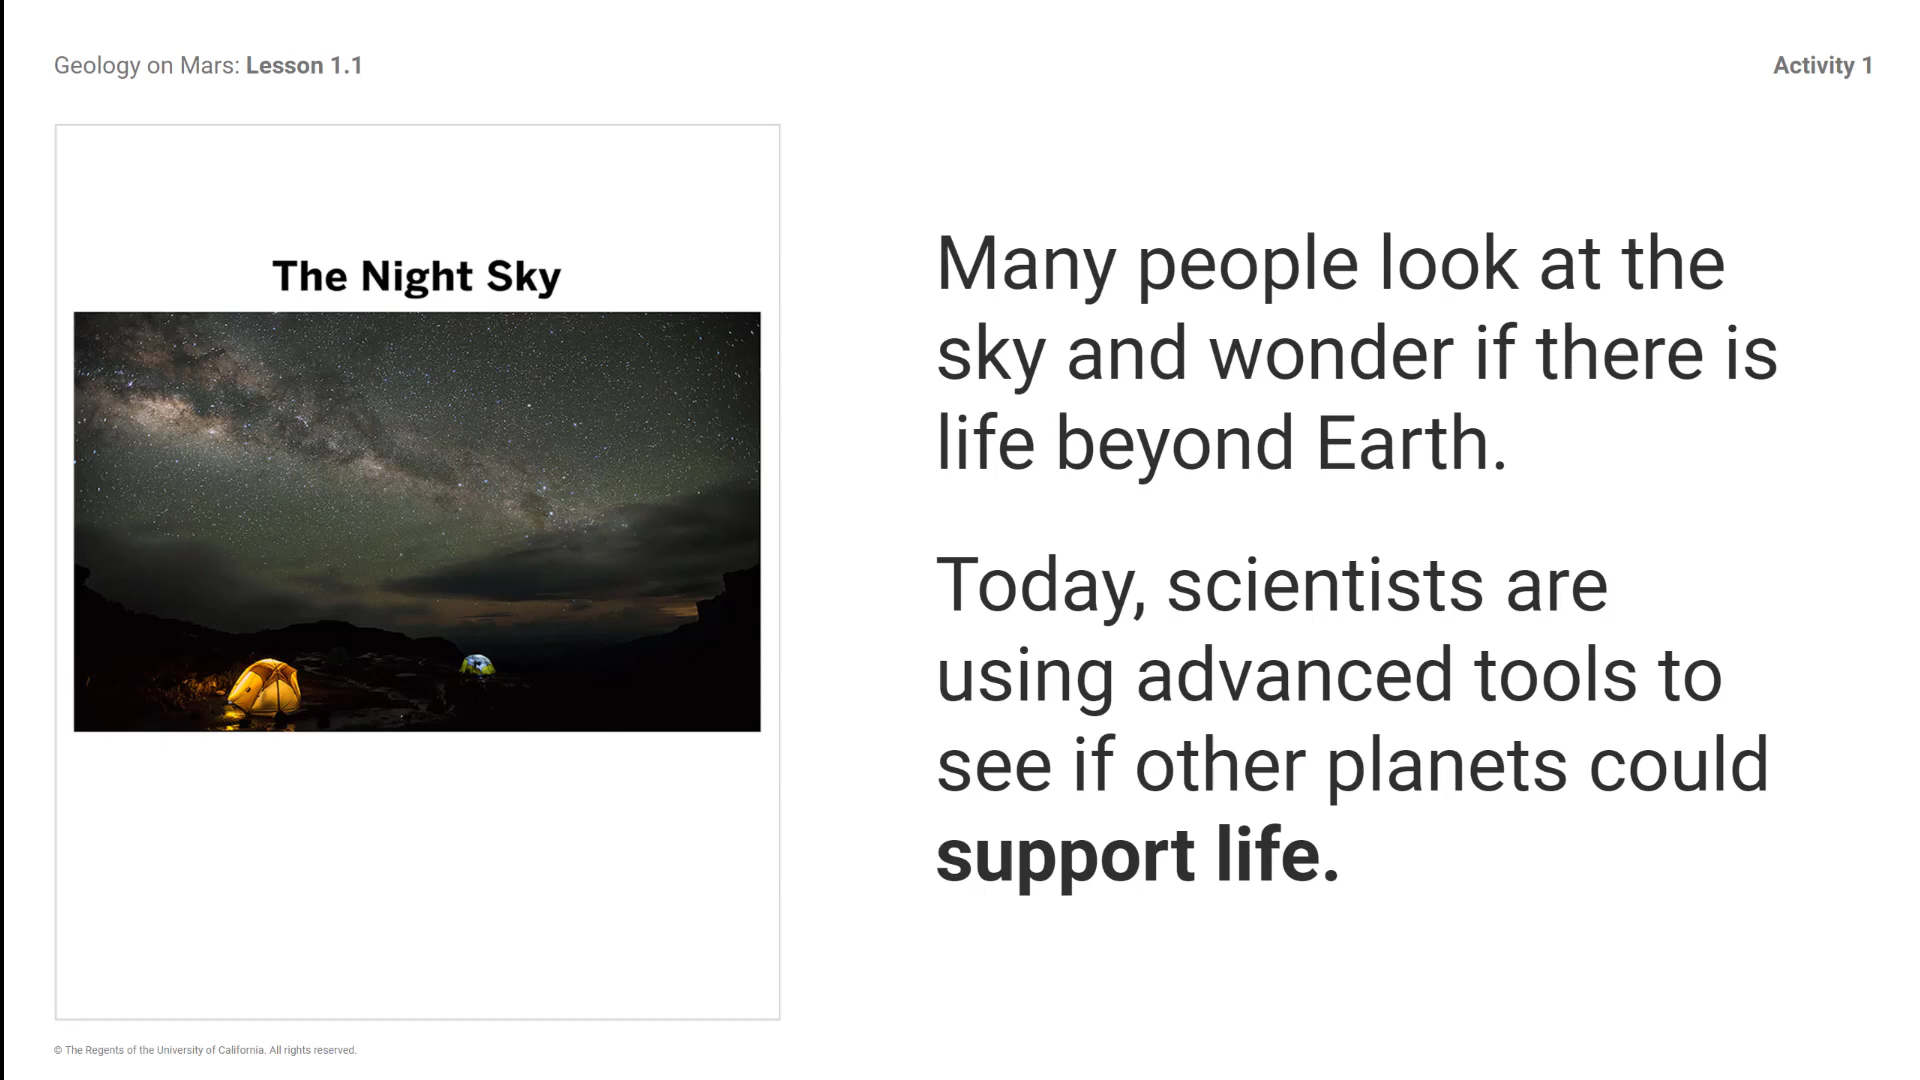 Geology on Mars: Lesson 1.1
Activity 1
The Night Sky
Many people look at the
sky and wonder if there is
life beyond Earth.
Today, scientists are
using advanced tools to
see if other planets could
support life.
© The Regents of the University of California. All rights reserved.